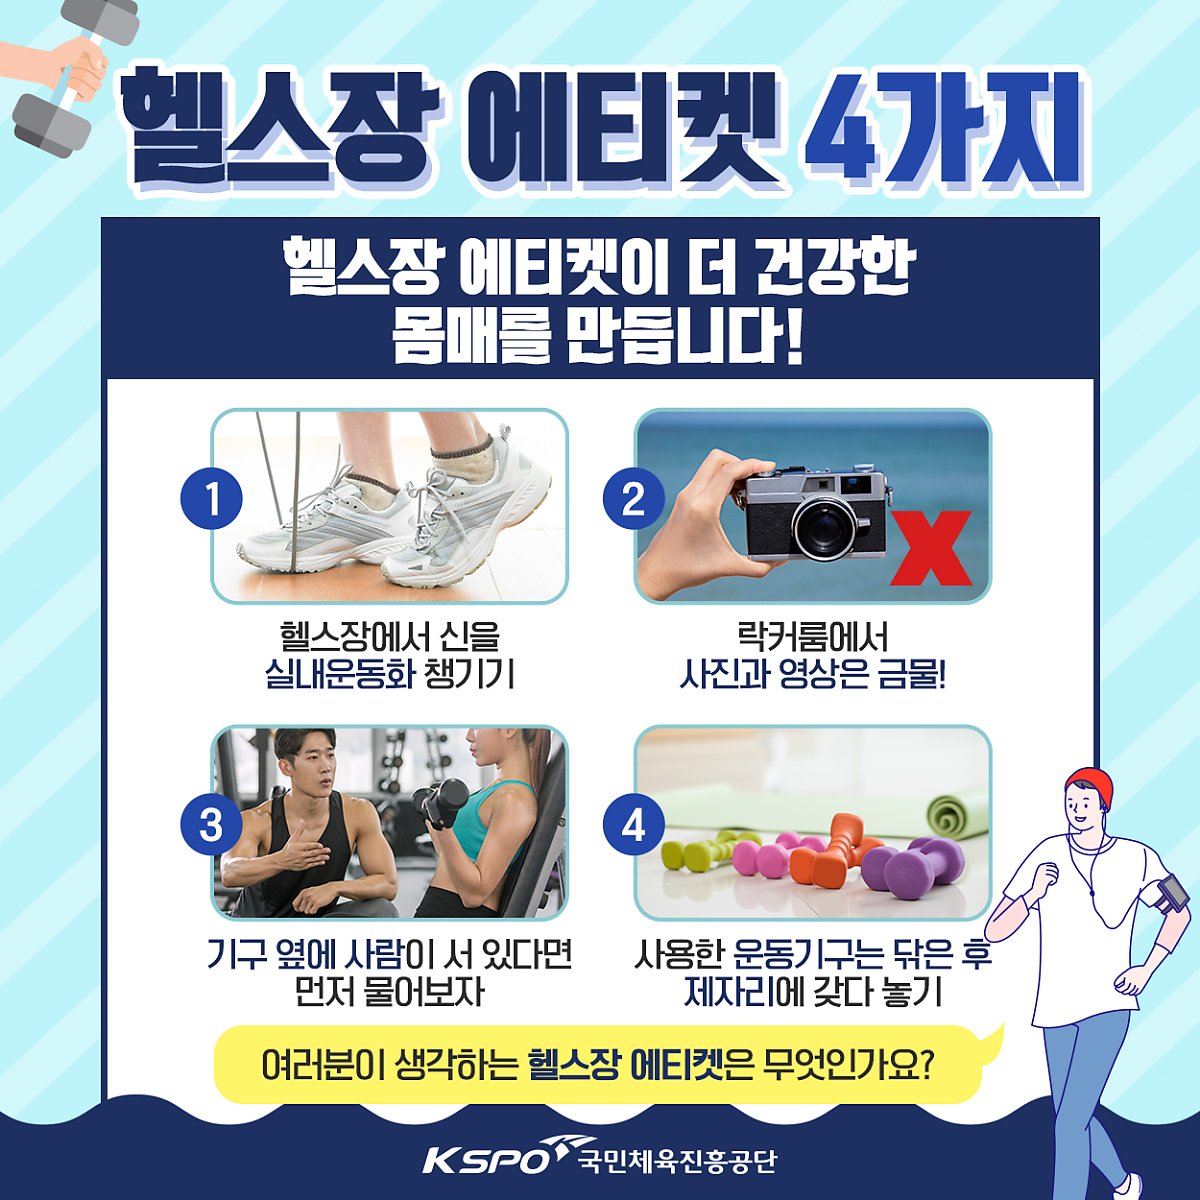 헬스장 에티켓 4가지
헬스장 에티켓이 더 건강한
몸매를 만듭니다!
1
헬스장에서 신을
실내운동화 챙기기
2
X
락커룸에서
사진과 영상은 금물!
3
기구 옆에 사람이 서 있다면
먼저 물어보자
4
사용한 운동기구는 닦은 후
제자리에 갖다 놓기
여러분이 생각하는 헬스장 에티켓은 무엇인가요?
KSPO 국민체육진흥공단